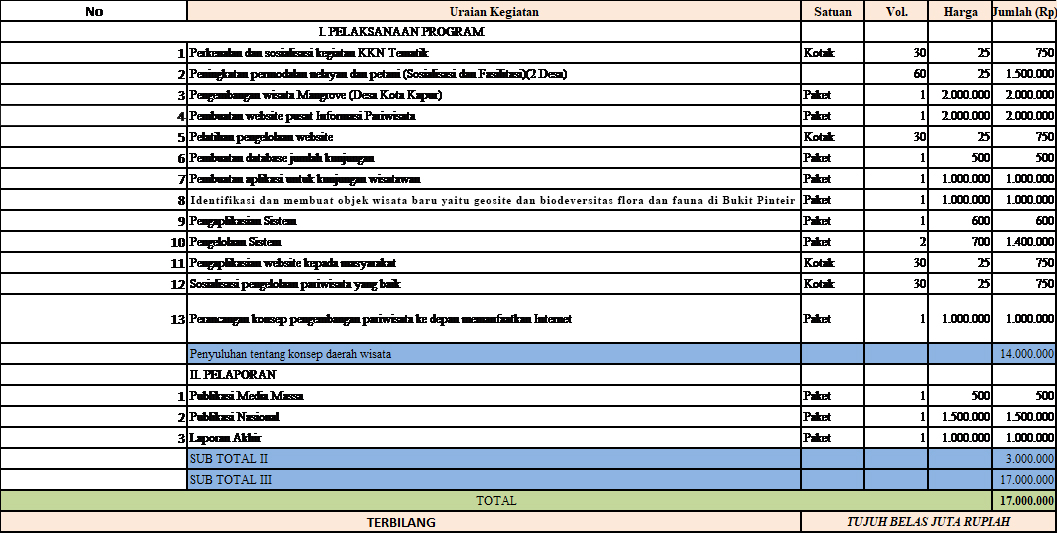 No Uraian Kegiatan Satuan Vol. Harga Jumlah (Rp)
I. PELAKSANAAN PROGRAM
1 Perkenalan dan sosialisasi kegiatan KKN Tematik Kotak 30 25 750
2 Peningkatan permodalan nelayan dan petani (Sosialisasi dan Fasilitasi)(2 Desa) 60 25 1.500.000
3 Pengembangan wisata Mangrove (Desa Kota Kapur) Paket 1 2.000.000 2.000.000
4 Pembuatan website pusat Informasi Pariwisata Paket 1 2.000.000 2.000.000
5 Pelatihan pengelolaan website Kotak 30 25 750
6 Pembuatan database jumlah kunjungan Paket 1 500 500
7 Pembuatan aplikasi untuk kunjungan wisatawan Paket 1 1.000.000 1.000.000
8 Identifikasi dan membuat objek wisata baru yaitu geosite dan biodeversitas flora dan fauna di Bukit Pinteir Paket 1 1.000.000 1.000.000
9 Pengaplikasian Sistem Paket 1 600 600
10 Pengelolaan Sistem Paket 2 700 1.400.000
11 Pengaplikasian website kepada masyarakat Kotak 30 25 750
12 Sosialisasi pengelolaan pariwisata yang baik Kotak 30 25 750
13 Perancangan konsep pengembangan pariwisata ke depan memanfaatkan Internet Paket 1 1.000.000 1.000.000
Penyuluhan tentang konsep daerah wisata 14.000.000
II. PELAPORAN
1 Publikasi Media Massa Paket 1 500 500
2 Publikasi Nasional Paket 1 1.500.000 1.500.000
3 Laporan Akhir Paket 1 1.000.000 1.000.000
SUB TOTAL II 3.000.000
SUB TOTAL III 17.000.000
TOTAL 17.000.000
TERBILANG TUJUH BELAS JUTA RUPIAH